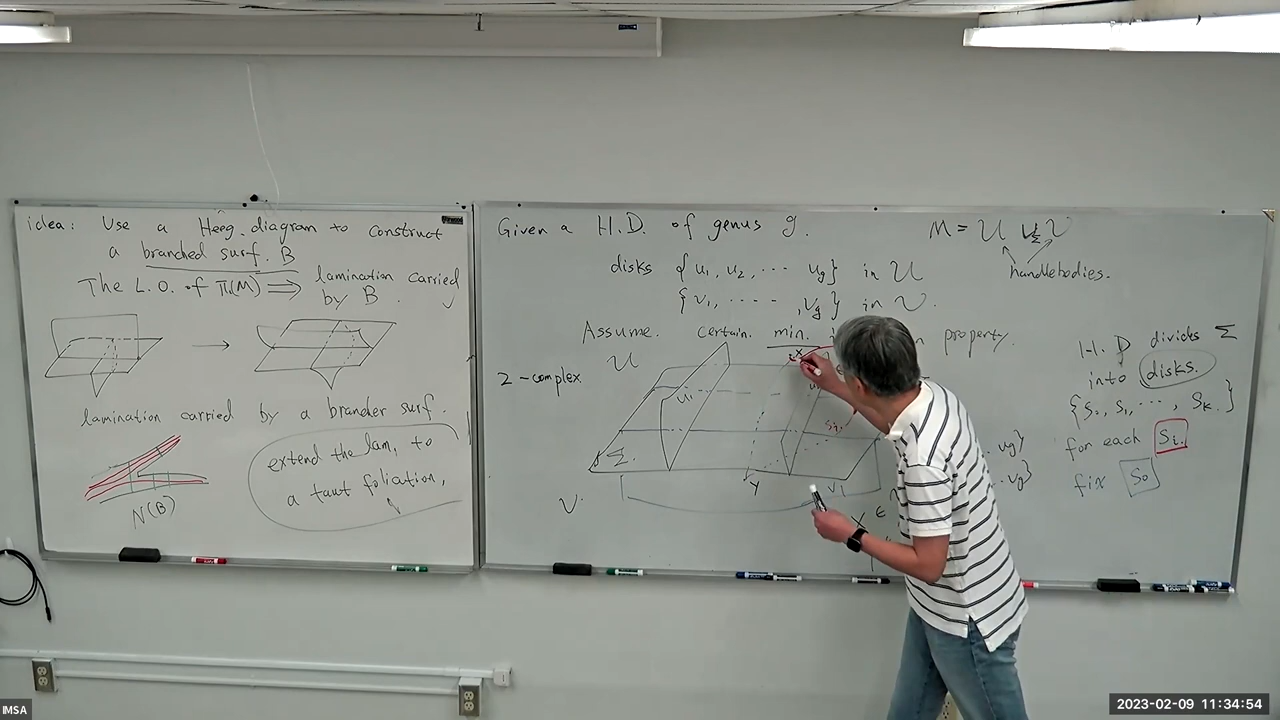 idea: Use a Heeg. diagram to construct
a branched surf. B
The L.O. of π(M) ⟹ lamination carried
by B.
lamination carried by a brander surf.
extend the lam, to
a taut foliation,
N(B)
Given a H.D. of genus g.
M = U ∪Σ V
handlebodies.
disks {u1, u2, ... ug} in U
{v1, ....., vg} in V.
Assume. certain. min. property.
U
2-complex
u1
Σ.
V.
y
v1
Si
X ∈
. ug}
. vg}
H. D divides Σ
into disks.
{S0, S1, ..., Sk.}
for each Si.
fix S0
IMSA
2023-02-09 11:34:54